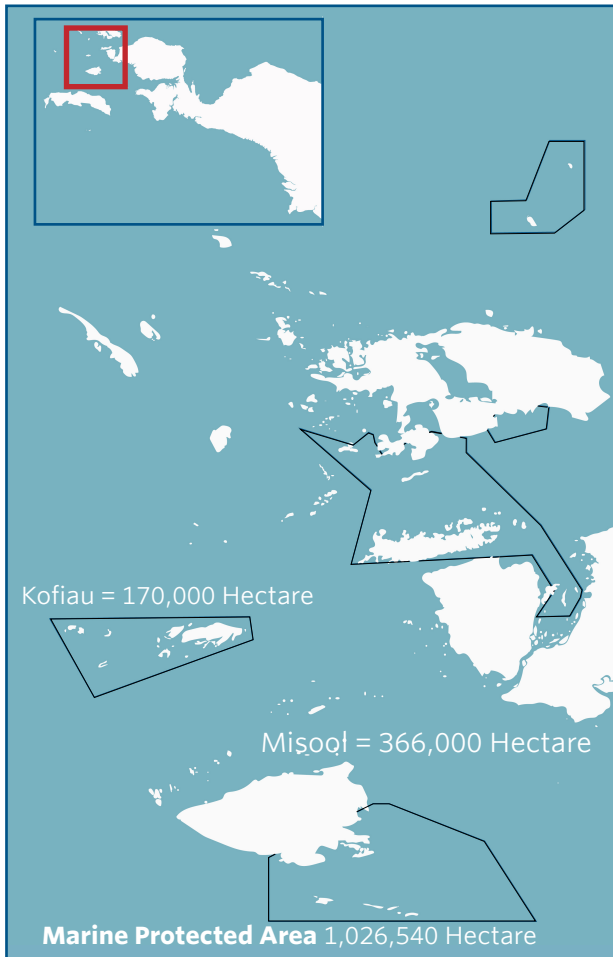 Kofiau = 170,000 Hectare
Misool = 366,000 Hectare
Marine Protected Area 1,026,540 Hectare